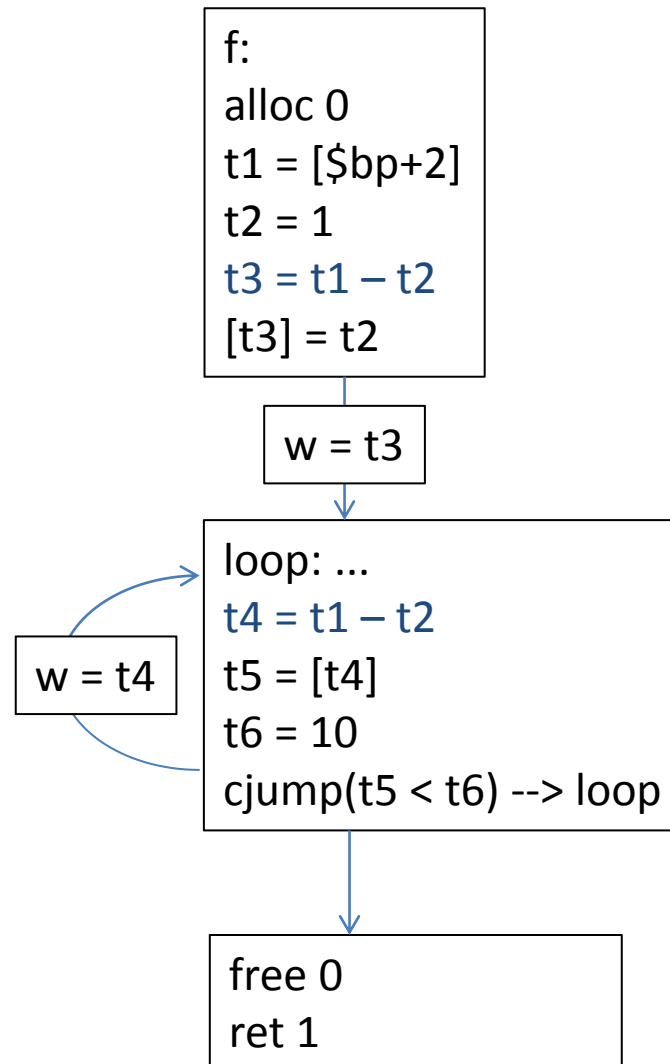 f:
alloc 0
t1 = [$bp+2]
t2 = 1
t3 = t1 – t2
[t3] = t2
w = t3
loop: ...
t4 = t1 – t2
t5 = [t4]
t6 = 10
cjump(t5 < t6) --> loop
w = t4
free 0
ret 1